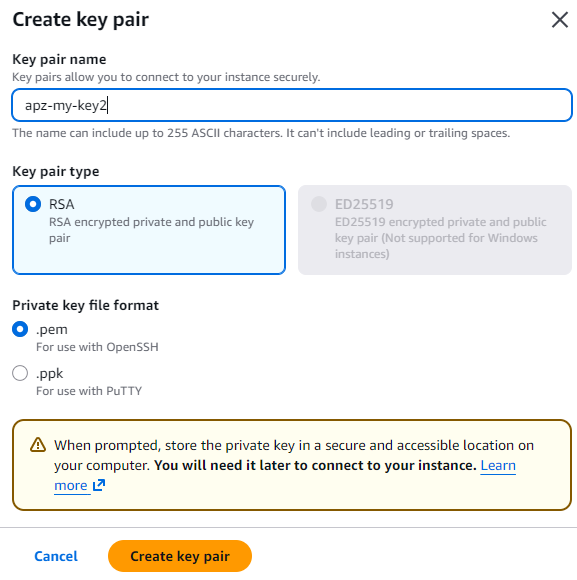 Create key pair
Key pair name
Key pairs allow you to connect to your instance securely.
apz-my-key2
The name can include up to 255 ASCII characters. It can't include leading or trailing spaces.
Key pair type
RSA
RSA encrypted private and public key
pair
ED25519
ED25519 encrypted private and public
key pair (Not supported for Windows
instances)
Private key file format
.pem
For use with OpenSSH
.ppk
For use with PuTTY
When prompted, store the private key in a secure and accessible location on
your computer. You will need it later to connect to your instance. Learn
more
Cancel
Create key pair